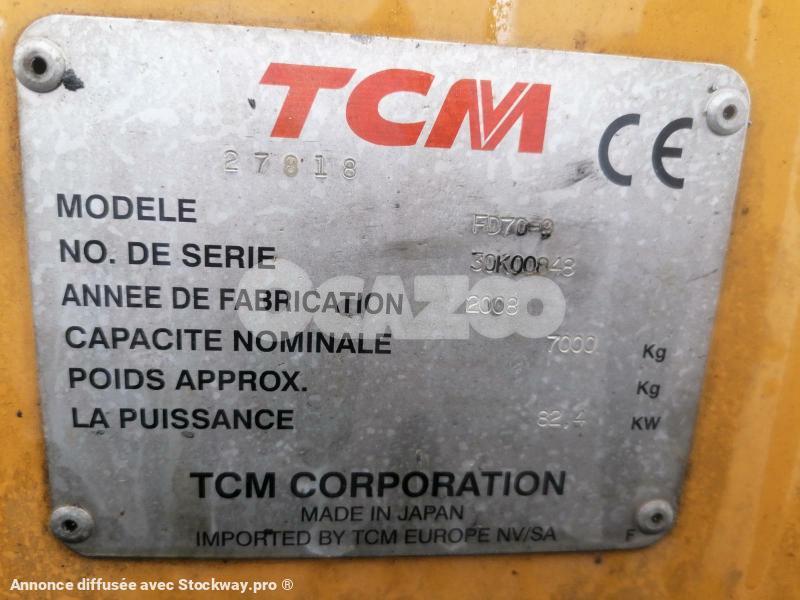 TCM
CE
27818
MODELE FD70-9
NO. DE SERIE 30K00848
ANNEE DE FABRICATION 2008
OCAZOO
CAPACITE NOMINALE 7000 Kg
POIDS APPROX. Kg
LA PUISSANCE 82,4 KW
TCM CORPORATION
MADE IN JAPAN
IMPORTED BY TCM EUROPE NV/SA F
Annonce diffusée avec Stockway.pro ®